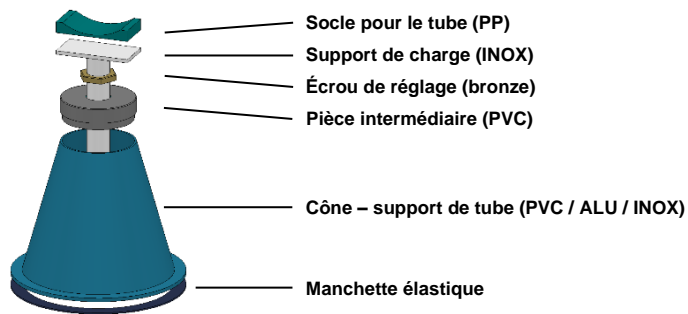 Socle pour le tube (PP)
Support de charge (INOX)
Écrou de réglage (bronze)
Pièce intermédiaire (PVC)
Cône – support de tube (PVC / ALU / INOX)
Manchette élastique